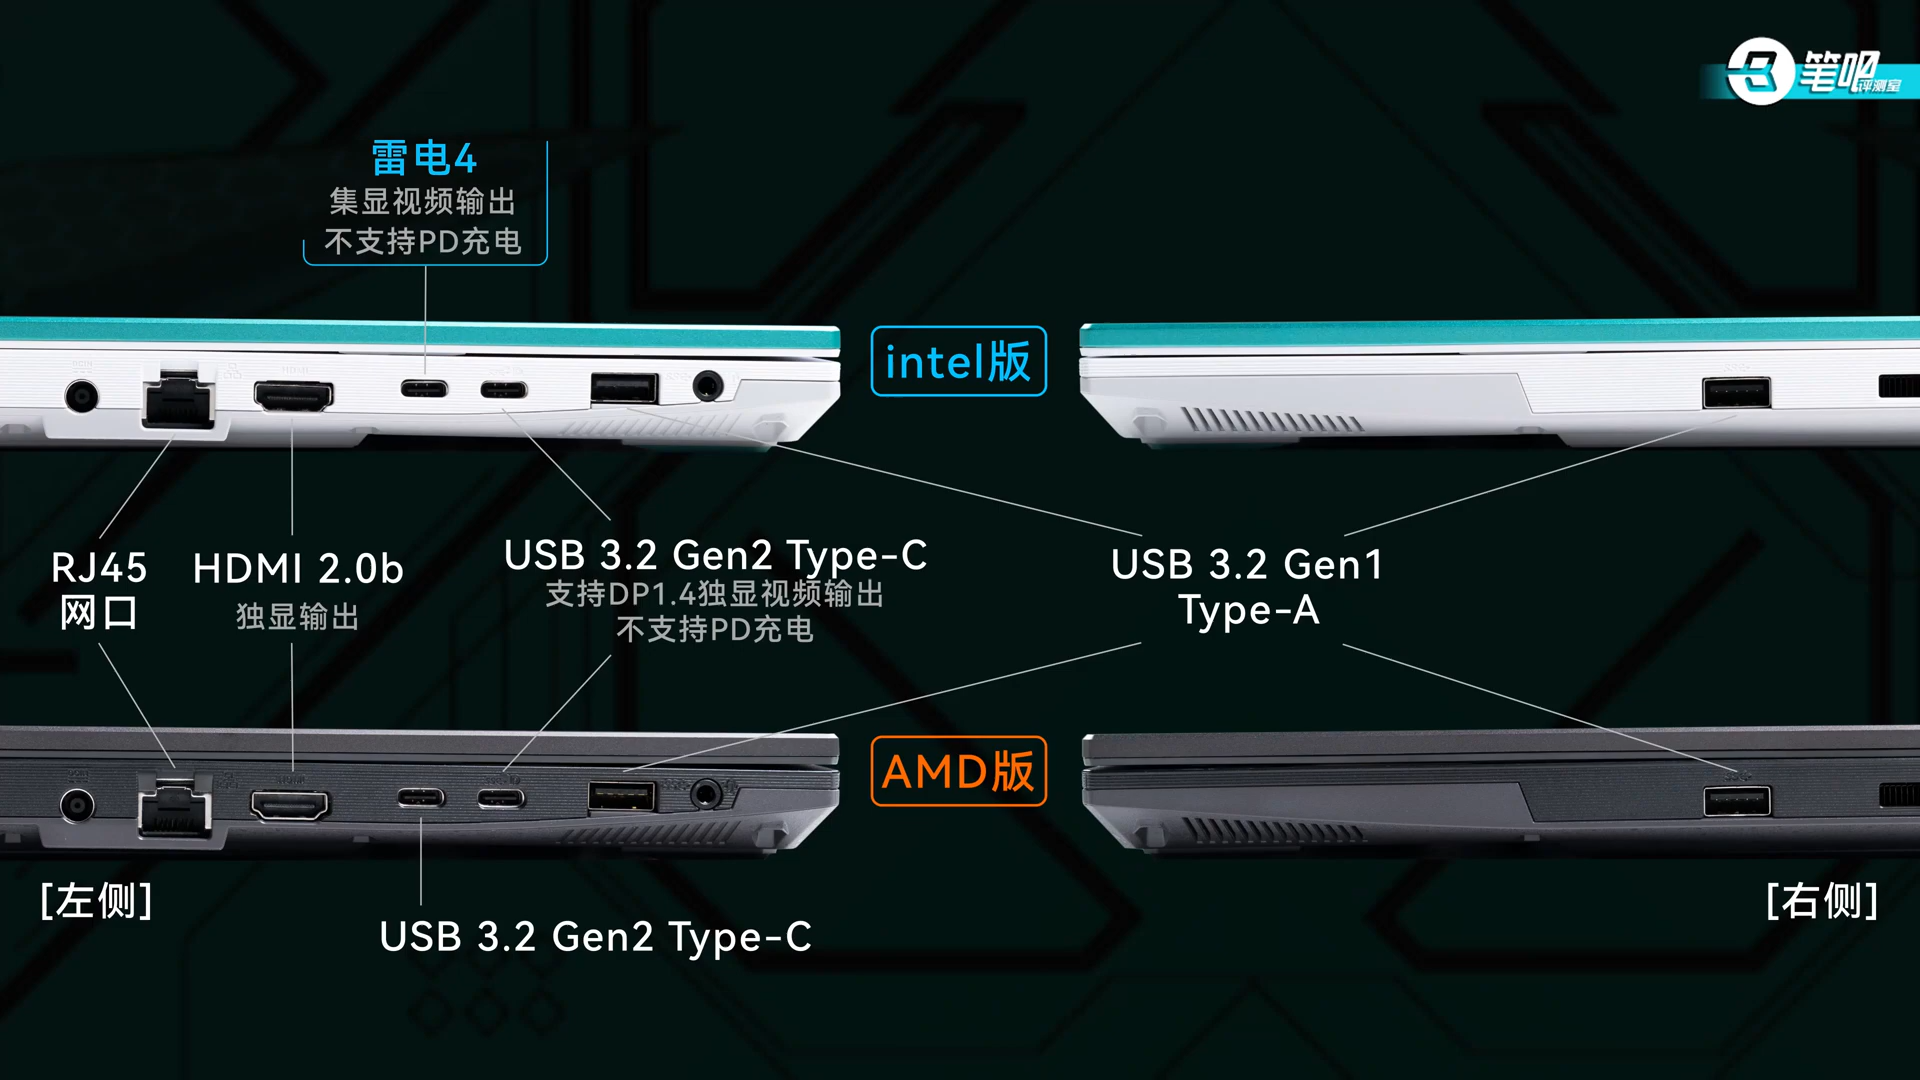 笔吧
评测室
雷电4
集显视频输出
不支持PD充电
intel版
RJ45
网口
HDMI 2.0b
独显输出
USB 3.2 Gen2 Type-C
支持DP1.4独显视频输出
不支持PD充电
USB 3.2 Gen1
Type-A
AMD版
[左侧]
[右侧]
USB 3.2 Gen2 Type-C